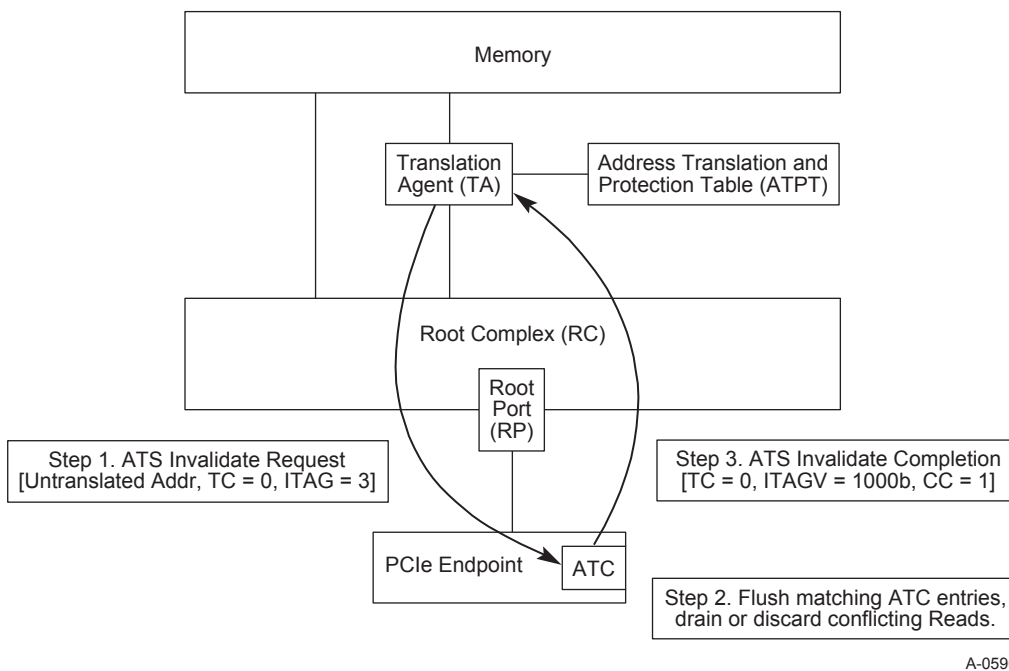 Memory
Translation
Agent (TA)
Address Translation and
Protection Table (ATPT)
Root Complex (RC)
Root
Port
(RP)
Step 1. ATS Invalidate Request
[Untranslated Addr, TC = 0, ITAG = 3]
Step 3. ATS Invalidate Completion
[TC = 0, ITAGV = 1000b, CC = 1]
PCIe Endpoint
ATC
Step 2. Flush matching ATC entries,
drain or discard conflicting Reads.
A-059